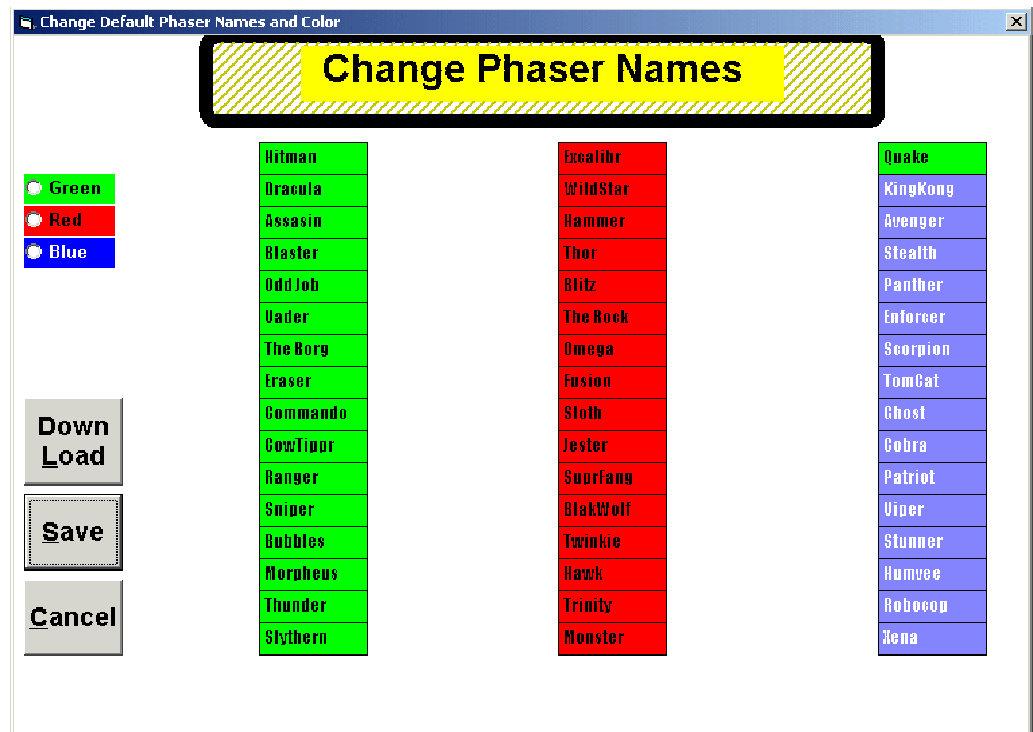 Change Default Phaser Names and Color
Change Phaser Names
Green
Red
Blue
Down
Load
Save
Cancel
Hitman
Dracula
Assasin
Blaster
OddJob
Vader
The Borg
Eraser
Commando
CowTippr
Ranger
Sniper
Bubbles
Morpheus
Thunder
Slythern
Excalibr
WildStar
Hammer
Thor
Blitz
The Rock
Omega
Fusion
Sloth
Jester
SuprFang
BlakWolf
Twinkie
Hawk
Trinity
Monster
Quake
KingKong
Avenger
Stealth
Panther
Enforcer
Scorpion
TomCat
Ghost
Cobra
Patriot
Viper
Stunner
Humvee
Robocop
Xena